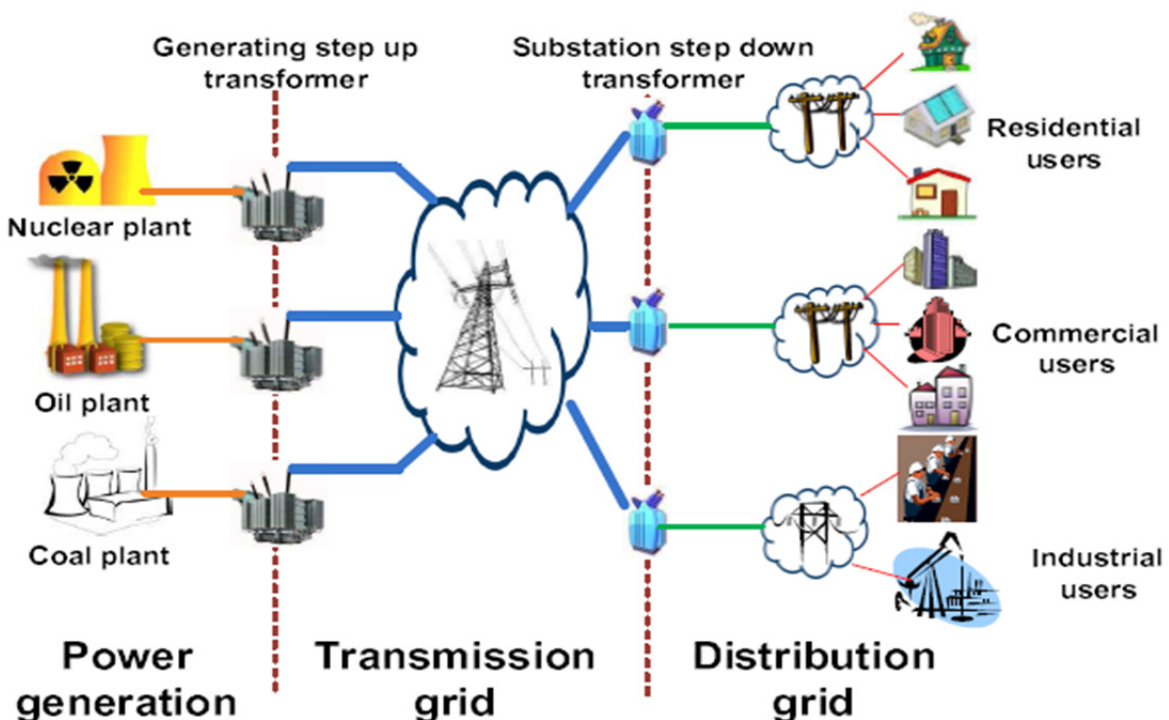 Generating step up
transformer
Substation step down
transformer
Nuclear plant
Oil plant
Coal plant
Residential
users
Commercial
users
Industrial
users
Power
generation
Transmission
grid
Distribution
grid